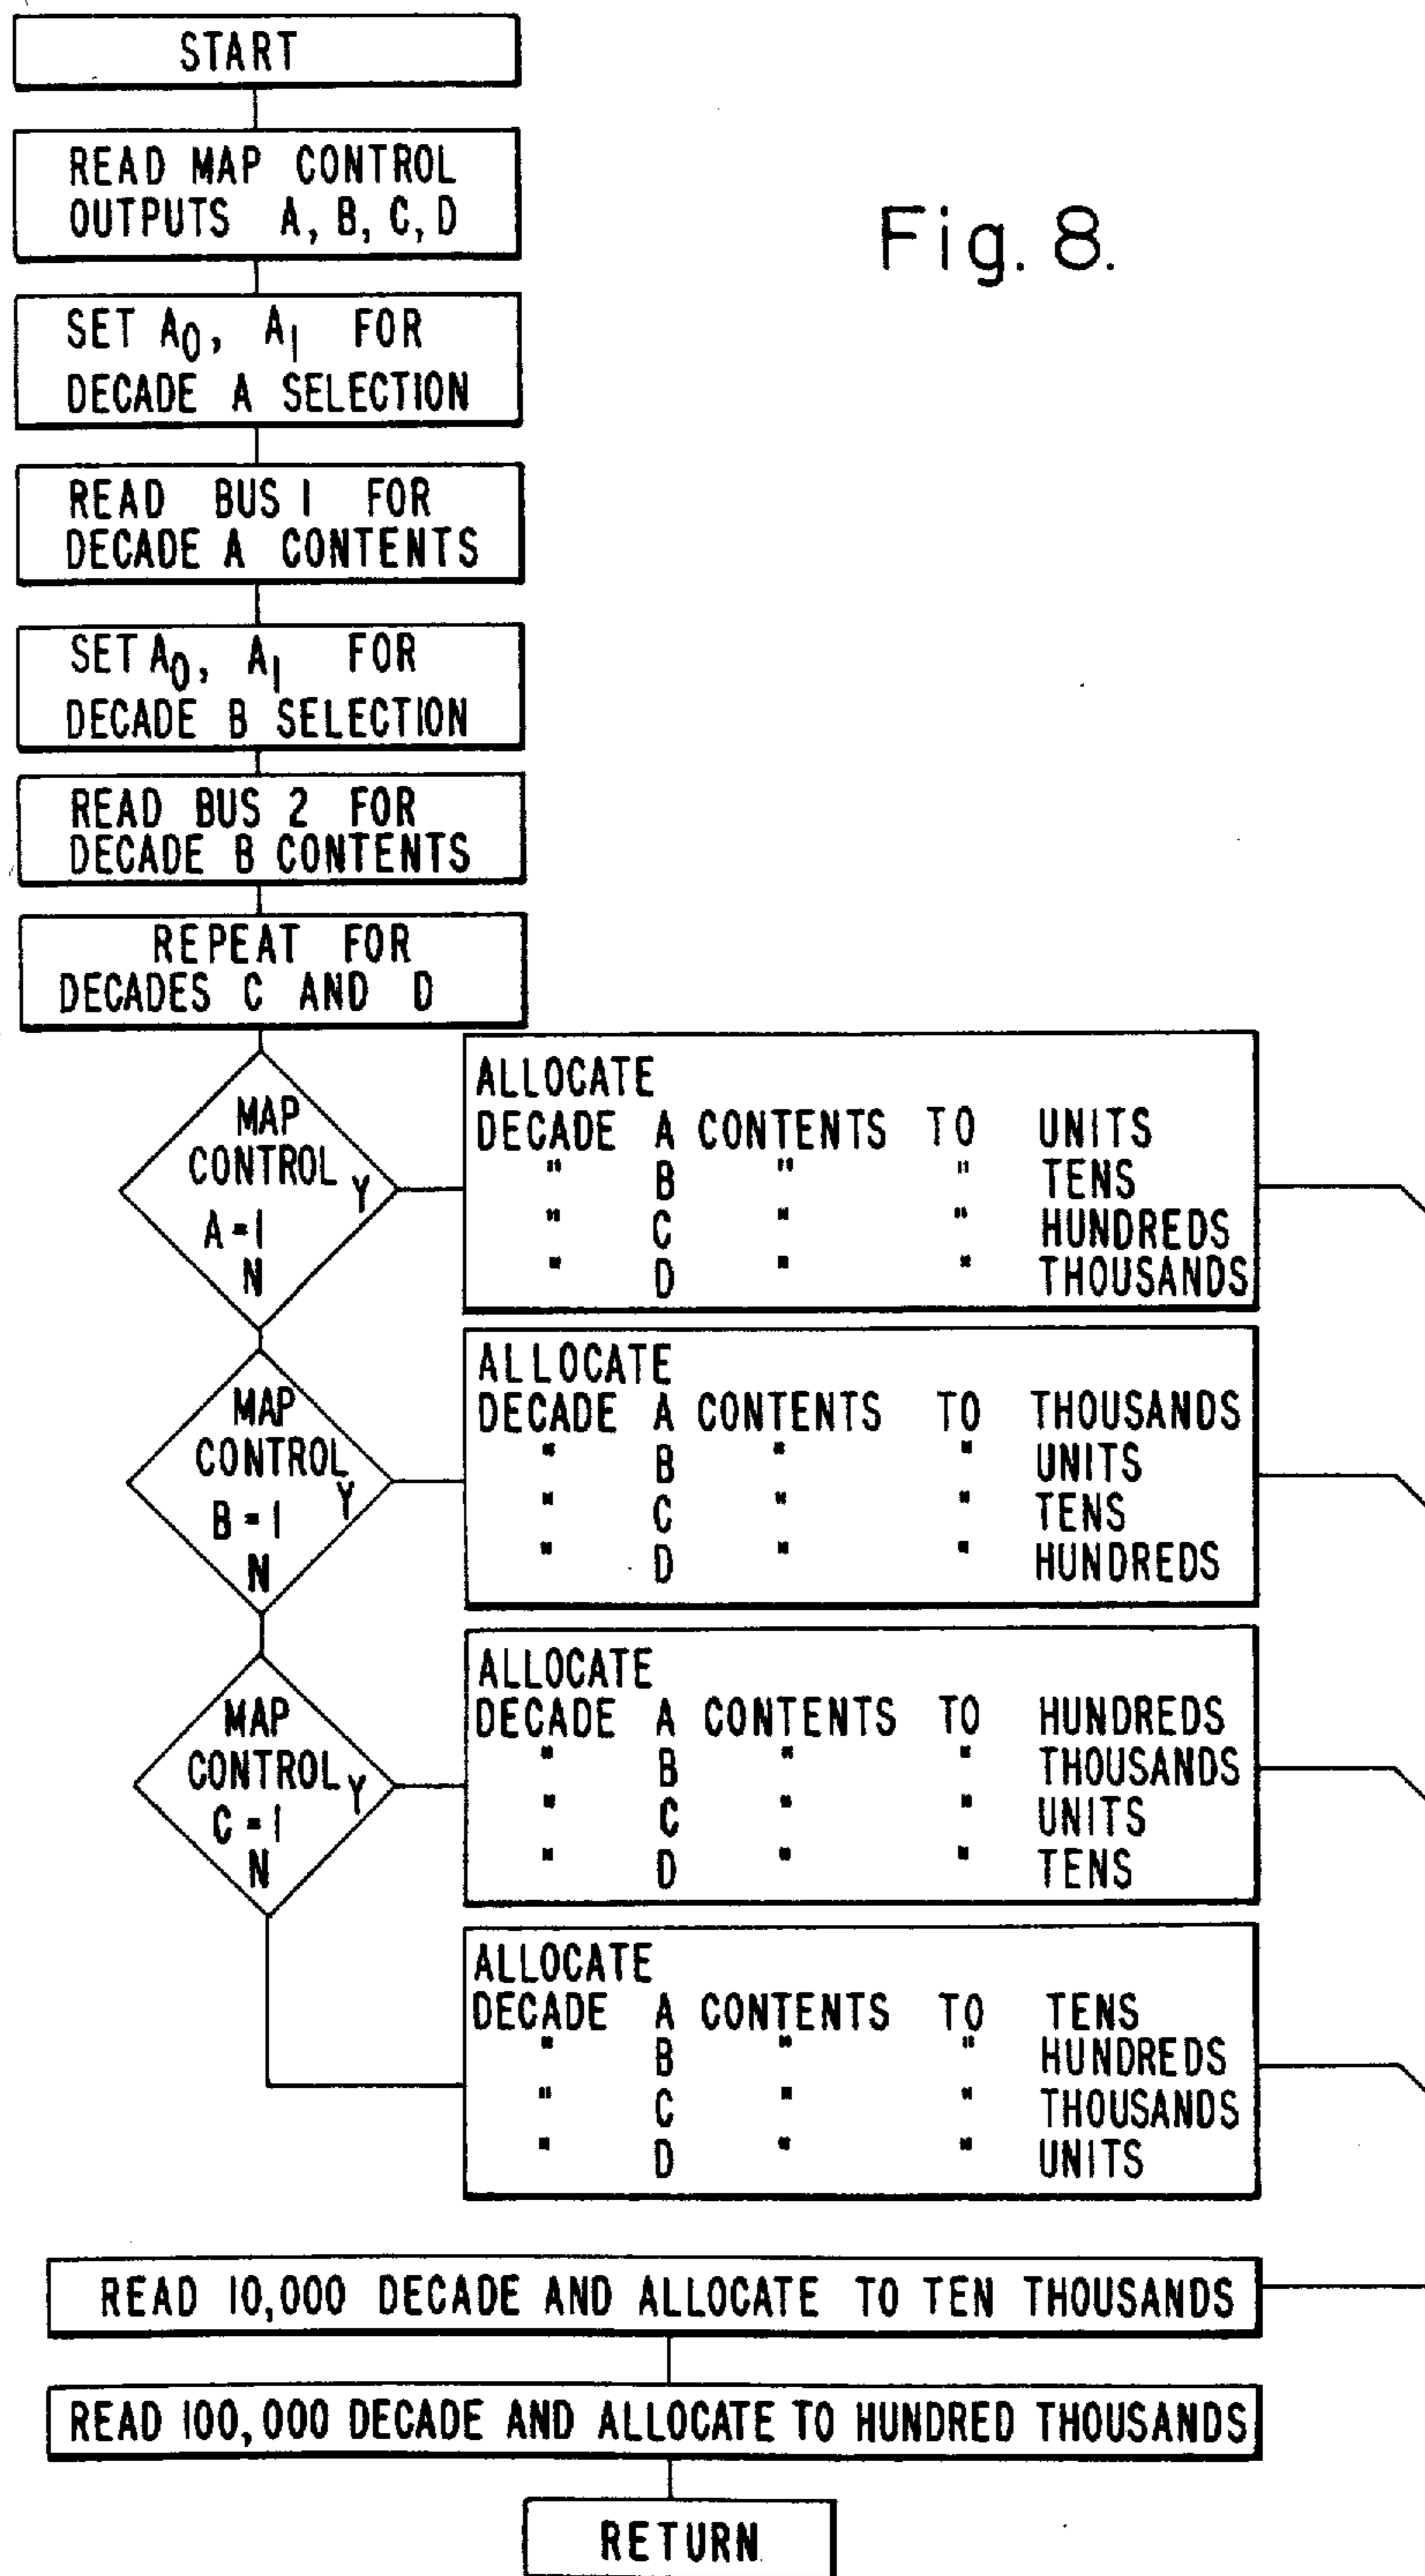 START
READ MAP CONTROL
OUTPUTS A, B, C, D
Fig. 8.
SET A0, A1 FOR
DECADE A SELECTION
READ BUS 1 FOR
DECADE A CONTENTS
SET A0, A1 FOR
DECADE B SELECTION
READ BUS 2 FOR
DECADE B CONTENTS
REPEAT FOR
DECADES C AND D
MAP
CONTROL
Y
A=1
N
ALLOCATE
DECADE A CONTENTS TO UNITS
" B " " TENS
" C " " HUNDREDS
" D " " THOUSANDS
MAP
CONTROL
Y
B=1
N
ALLOCATE
DECADE A CONTENTS TO THOUSANDS
" B " " UNITS
" C " " TENS
" D " " HUNDREDS
MAP
CONTROL
Y
C=1
N
ALLOCATE
DECADE A CONTENTS TO HUNDREDS
" B " " THOUSANDS
" C " " UNITS
" D " " TENS
ALLOCATE
DECADE A CONTENTS TO TENS
" B " " HUNDREDS
" C " " THOUSANDS
" D " " UNITS
READ 10,000 DECADE AND ALLOCATE TO TEN THOUSANDS
READ 100,000 DECADE AND ALLOCATE TO HUNDRED THOUSANDS
RETURN